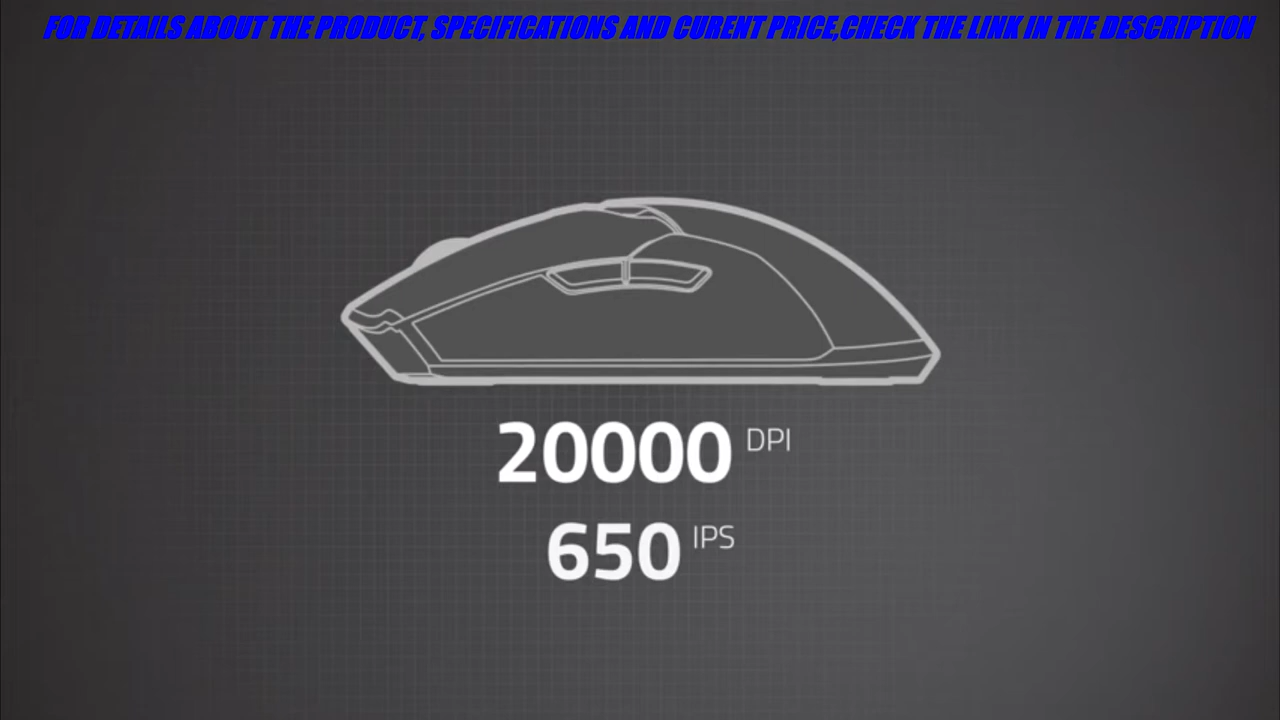 FOR DETAILS ABOUT THE PRODUCT, SPECIFICATIONS AND CURENT PRICE,CHECK THE LINK IN THE DESCRIPTION
20000 DPI
650 IPS